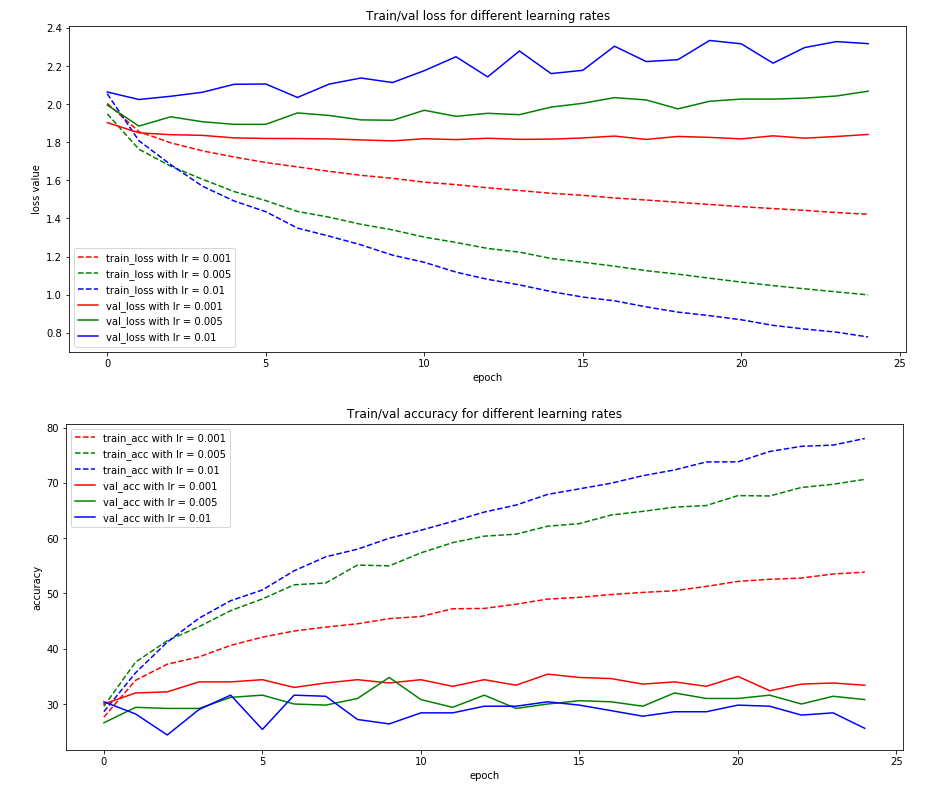 Train/val loss for different learning rates
2.4
2.2
2.0
1.8
1.6
1.4
1.2
1.0
0.8
loss value
train_loss with lr = 0.001
train_loss with lr = 0.005
train_loss with lr = 0.01
val_loss with lr = 0.001
val_loss with lr = 0.005
val_loss with lr = 0.01
0 5 10 15 20 25
epoch
Train/val accuracy for different learning rates
80
70
60
50
40
30
accuracy
train_acc with lr = 0.001
train_acc with lr = 0.005
train_acc with lr = 0.01
val_acc with lr = 0.001
val_acc with lr = 0.005
val_acc with lr = 0.01
0 5 10 15 20 25
epoch